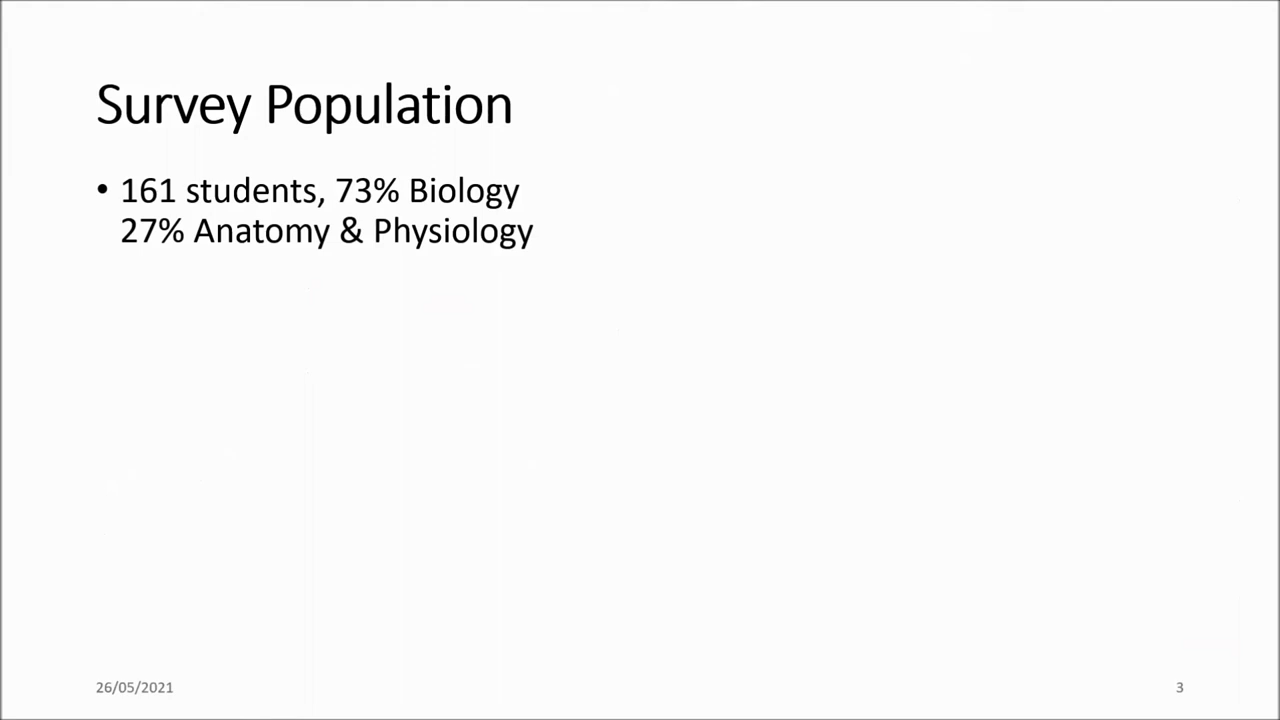 Survey Population
• 161 students, 73% Biology
27% Anatomy & Physiology
26/05/2021
3